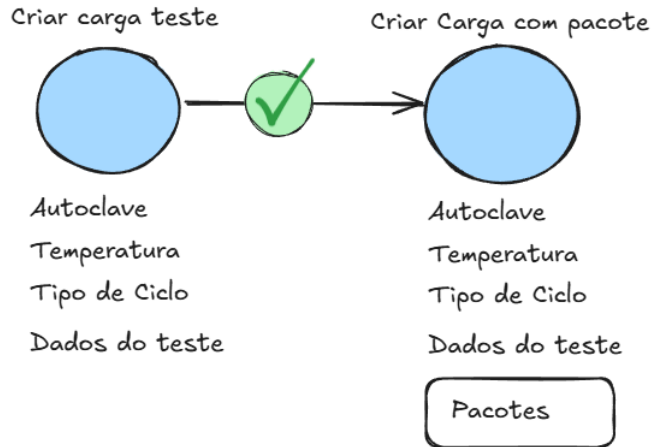 Criar carga teste
Criar Carga com pacote
Autoclave
Temperatura
Tipo de Ciclo
Dados do teste
Autoclave
Temperatura
Tipo de Ciclo
Dados do teste
Pacotes